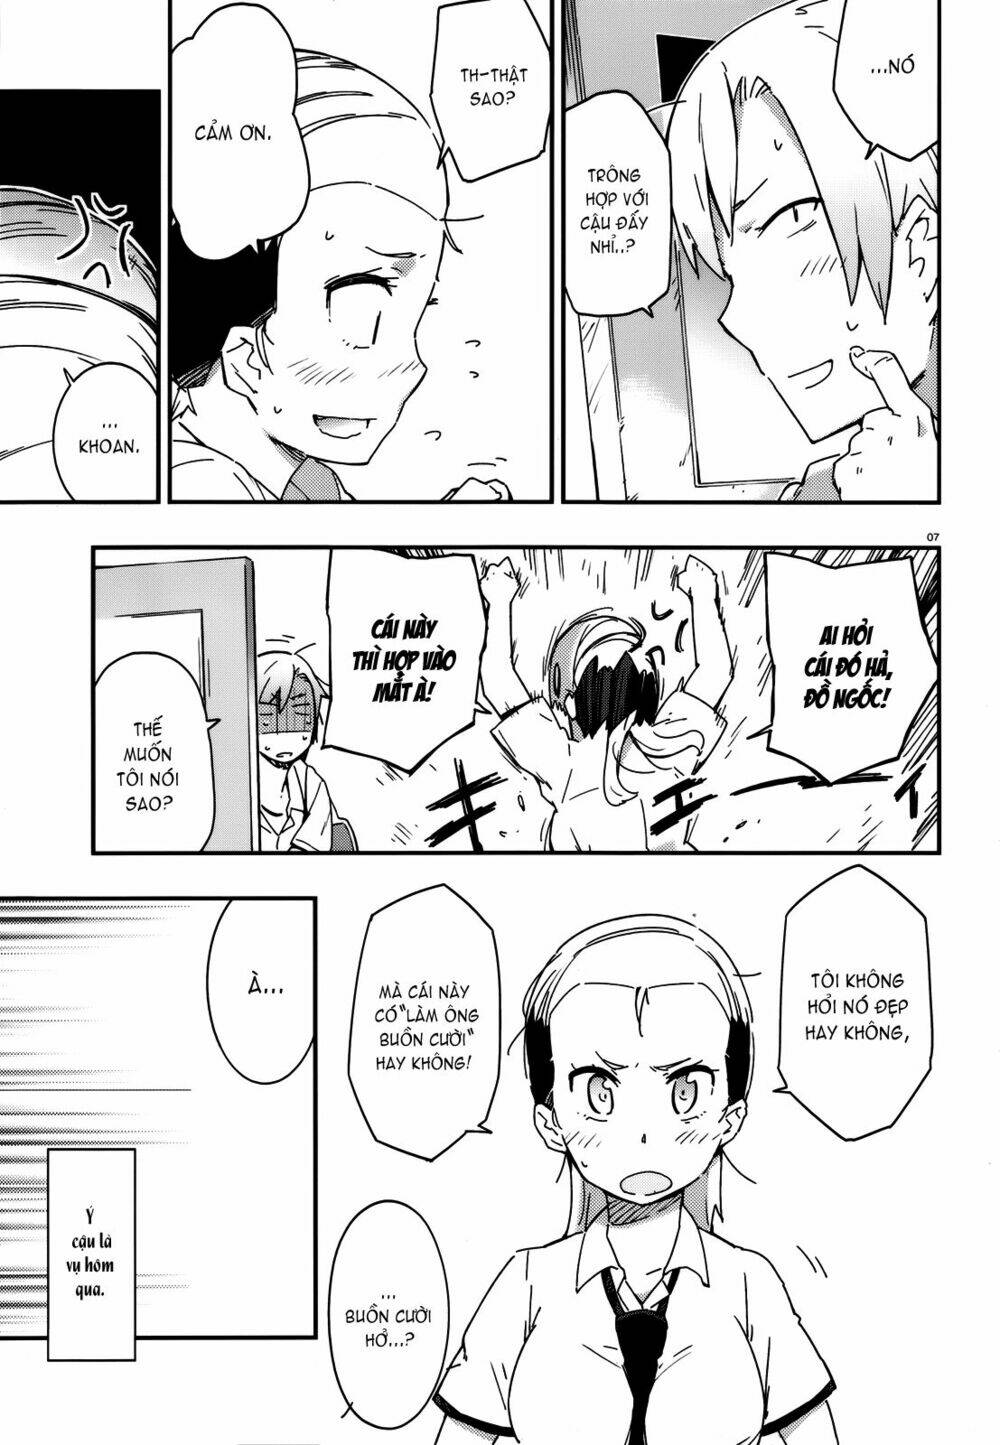 ...NÓ
TRÔNG
HỢP VỚI
CẬU ĐẤY
NHỈ..?
TH-THẬT
SAO?
CẢM ƠN.
...
KHOAN.
07
AI HỎI
CÁI ĐÓ HẢ,
ĐỒ NGỐC!
CÁI NÀY
THÌ HỢP VÀO
MẮT À!
THẾ
MUỐN
TÔI NÓI
SAO?
TÔI KHÔNG
HỎI NÓ ĐẸP
HAY KHÔNG,
MÀ CÁI NÀY
CÓ "LÀM ÔNG
BUỒN CƯỜI"
HAY KHÔNG!
...
BUỒN CƯỜI
HỞ...?
À...
Ý
cậu là
vụ hôm
qua.